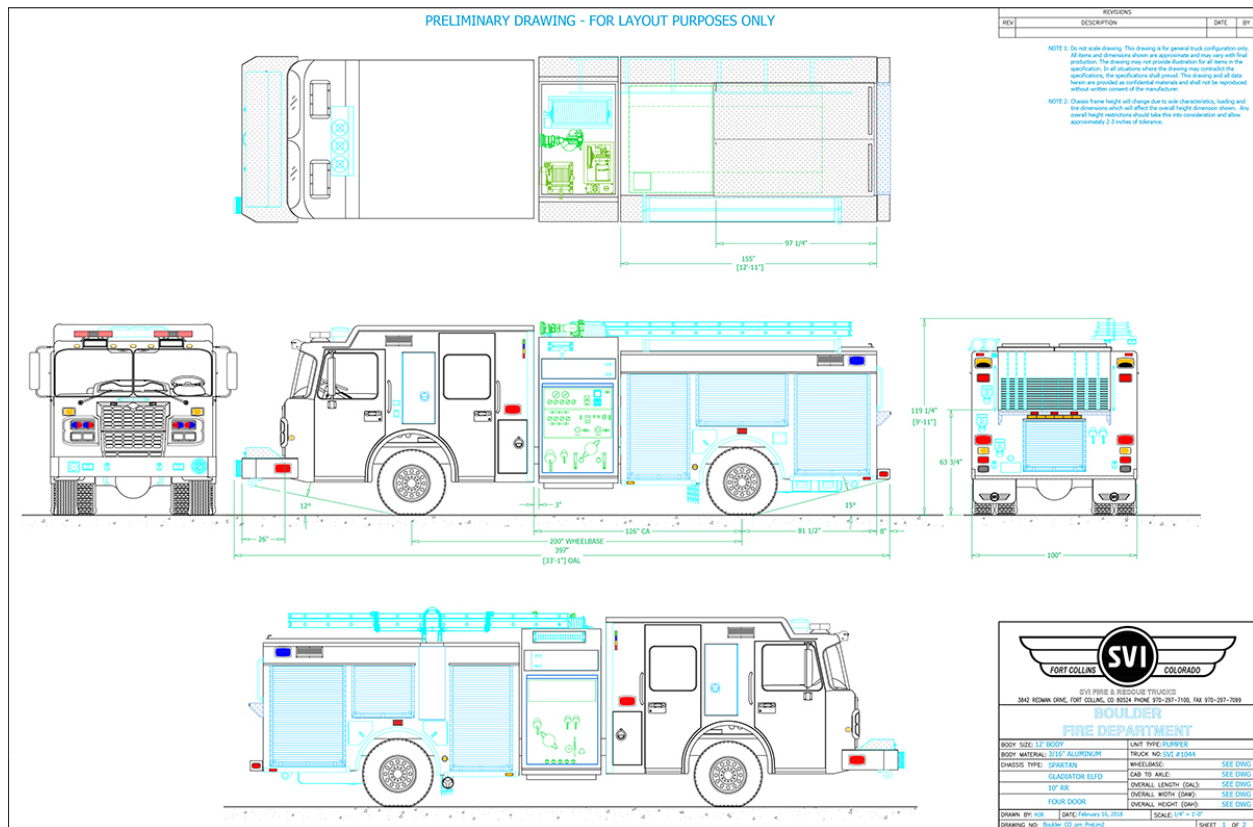 PRELIMINARY DRAWING - FOR LAYOUT PURPOSES ONLY
REVISIONS
REV DESCRIPTION DATE BY
NOTE 1: Do not scale drawing. This drawing is for general truck configuration only.
All items and dimensions shown are approximate and may vary with final
production. The drawing may not provide illustration for all items in the
specification. In all situations where the drawing may contradict the
specifications, the specifications shall prevail. This drawing and all data
herein are provided as confidential materials and shall not be reproduced
without written consent of the manufacturer.
NOTE 2: Chassis frame height will change due to axle characteristics, loading and
tire dimensions which will effect the overall height dimension shown. Any
overall height restrictions should take this into consideration and allow
approximately 2-3 inches of tolerance.
97 1/4"
155"
[12'-11"]
119 1/4"
[9'-11"]
63 3/4"
12°
15°
3"
26"
126" CA
81 1/2"
8"
200" WHEELBASE
397"
[33'-1"] OAL
100"
FORT COLLINS SVI COLORADO
SVI FIRE & RESCUE TRUCKS
3842 REDMAN DRIVE, FORT COLLINS, CO 80524 PHONE 970-297-7100, FAX 970-297-7099
BOULDER
FIRE DEPARTMENT
BODY SIZE: 12' BODY UNIT TYPE: PUMPER
BODY MATERIAL: 3/16" ALUMINUM TRUCK NO: SVI #1044
CHASSIS TYPE: SPARTAN WHEELBASE: SEE DWG
GLADIATOR ELFD CAB TO AXLE: SEE DWG
10" RR OVERALL LENGTH (OAL): SEE DWG
OVERALL WIDTH (OAW): SEE DWG
FOUR DOOR OVERALL HEIGHT (OAH): SEE DWG
DRAWN BY: DATE: February 16, 2018 SCALE: 1/4" = 1'-0"
DRAWING NO: Boulder CO SHEET 1 OF 2